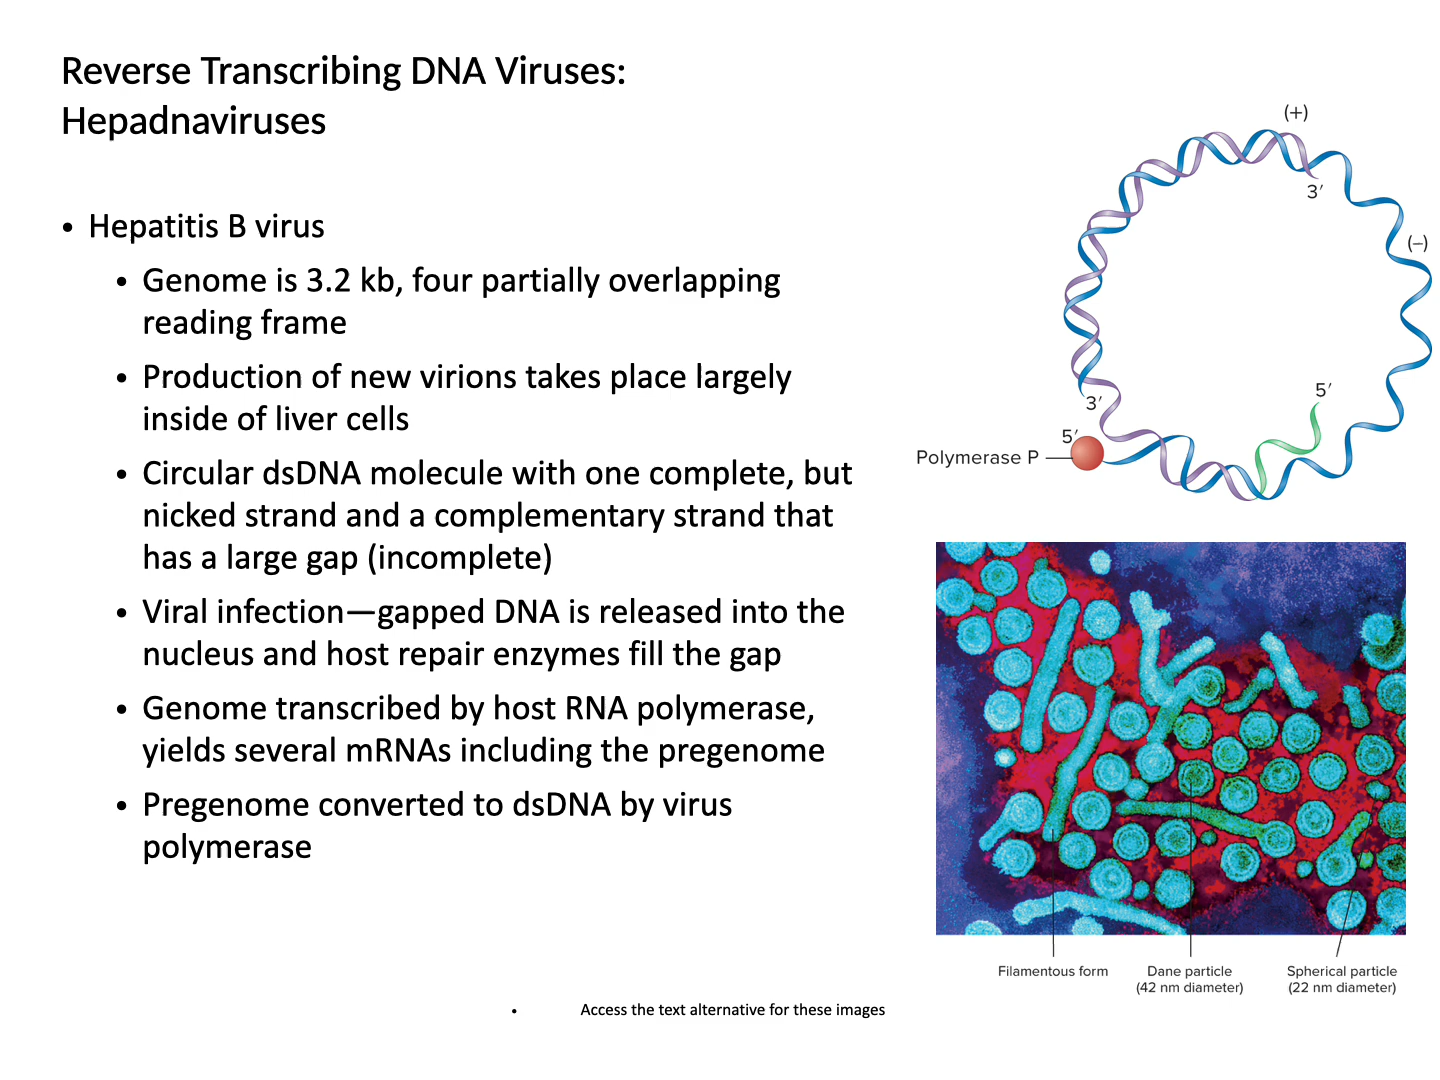 Reverse Transcribing DNA Viruses:
Hepadnaviruses
• Hepatitis B virus
• Genome is 3.2 kb, four partially overlapping
reading frame
• Production of new virions takes place largely
inside of liver cells
• Circular dsDNA molecule with one complete, but
nicked strand and a complementary strand that
has a large gap (incomplete)
• Viral infection—gapped DNA is released into the
nucleus and host repair enzymes fill the gap
• Genome transcribed by host RNA polymerase,
yields several mRNAs including the pregenome
• Pregenome converted to dsDNA by virus
polymerase
(+)
3′
(–)
5′
3′
5′
Polymerase P
Filamentous form
Dane particle
(42 nm diameter)
Spherical particle
(22 nm diameter)
• Access the text alternative for these images